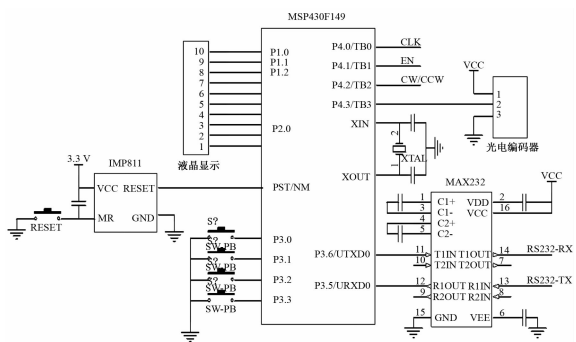 MSP430F149
10
9
8
7
6
5
4
3
2
1
液晶显示
P1.0
P1.1
P1.2
P2.0
P4.0/TB0
CLK
P4.1/TB1
EN
P4.2/TB2
CW/CCW
P4.3/TB3
VCC
1
2
3
光电编码器
XIN
2
1
XTAL
XOUT
3.3 V
IMP811
VCC RESET
MR
GND
RESET
PST/NM
MAX232
VCC
1
C1+
3
C1-
4
C2+
5
C2-
VDD
2
VCC
16
S?
SW-PB
S?
SW-PB
S?
SW-PB
S?
SW-PB
P3.0
P3.1
P3.2
P3.3
P3.6/UTXD0
11
T1IN T1OUT
14
RS232-RX
10
T2IN T2OUT
7
P3.5/URXD0
12
R1OUT R1IN
13
RS232-TX
9
R2OUT R2IN
8
15
GND
VEE
6